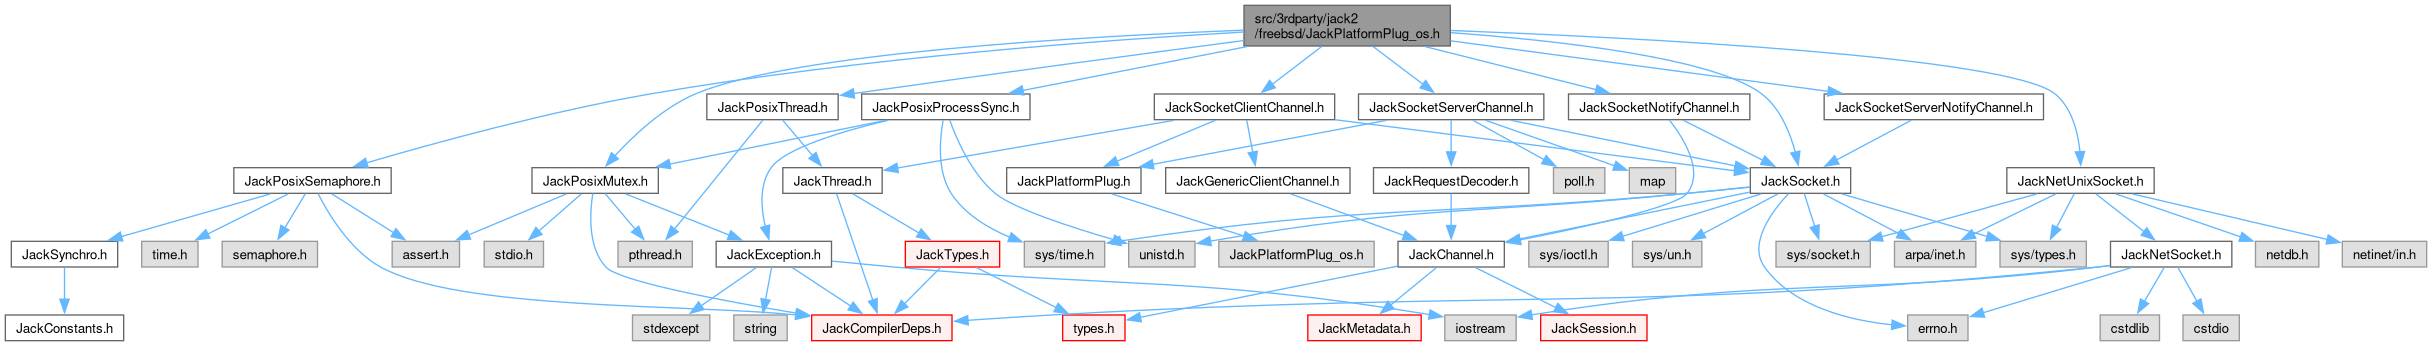 src/3rdparty/jack2
/freebsd/JackPlatformPlug_os.h
JackPosixThread.h
JackPosixProcessSync.h
JackSocketClientChannel.h
JackSocketServerChannel.h
JackSocketNotifyChannel.h
JackSocketServerNotifyChannel.h
JackPosixSemaphore.h
JackPosixMutex.h
JackThread.h
JackPlatformPlug.h
JackGenericClientChannel.h
JackRequestDecoder.h
poll.h
map
JackSocket.h
JackNetUnixSocket.h
JackSynchro.h
time.h
semaphore.h
assert.h
stdio.h
pthread.h
JackException.h
JackTypes.h
sys/time.h
unistd.h
JackPlatformPlug_os.h
JackChannel.h
sys/ioctl.h
sys/un.h
sys/socket.h
arpa/inet.h
sys/types.h
JackNetSocket.h
netdb.h
netinet/in.h
JackConstants.h
stdexcept
string
JackCompilerDeps.h
types.h
JackMetadata.h
iostream
JackSession.h
errno.h
cstdlib
cstdio